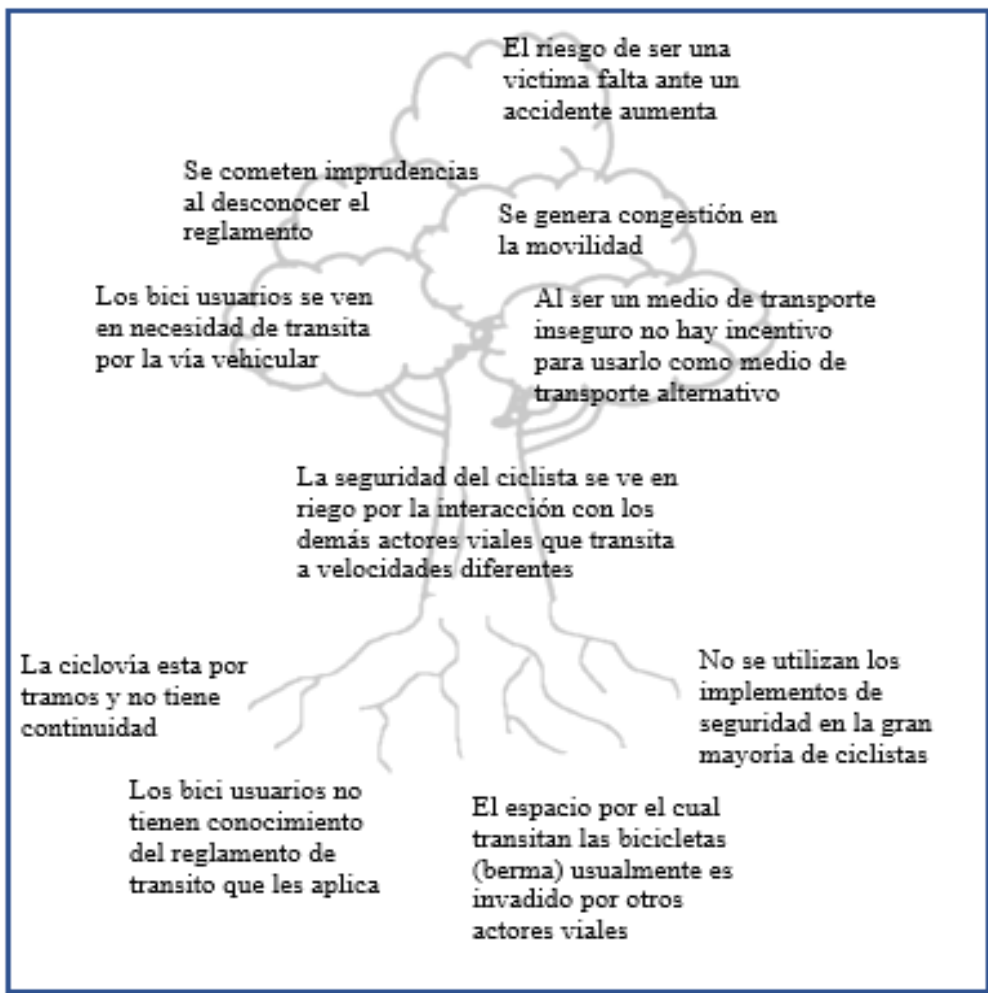 El riesgo de ser una
victima falta ante un
accidente aumenta
Se cometen imprudencias
al desconocer el
reglamento
Se genera congestión en
la movilidad
Los bici usuarios se ven
en necesidad de transita
por la vía vehicular
Al ser un medio de transporte
inseguro no hay incentivo
para usarlo como medio de
transporte alternativo
La seguridad del ciclista se ve en
riego por la interacción con los
demás actores viales que transita
a velocidades diferentes
La ciclovía esta por
tramos y no tiene
continuidad
No se utilizan los
implementos de
seguridad en la gran
mayoría de ciclistas
Los bici usuarios no
tienen conocimiento
del reglamento de
transito que les aplica
El espacio por el cual
transitan las bicicletas
(berma) usualmente es
invadido por otros
actores viales